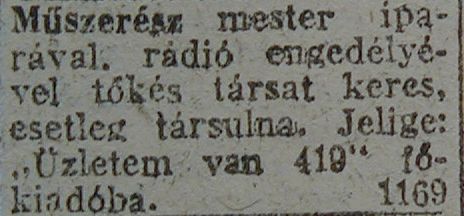 Műszerész mester ipa-
rával, rádió engedélyé-
vel tőkés társat keres,
esetleg társulna. Jelige:
„Üzletem van 419“ fő-
kiadóba. 1169